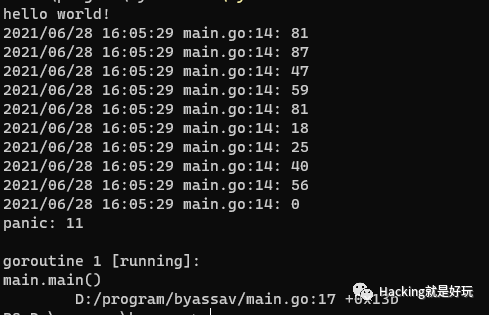 hello world!
2021/06/28 16:05:29 main.go:14: 81
2021/06/28 16:05:29 main.go:14: 87
2021/06/28 16:05:29 main.go:14: 47
2021/06/28 16:05:29 main.go:14: 59
2021/06/28 16:05:29 main.go:14: 81
2021/06/28 16:05:29 main.go:14: 18
2021/06/28 16:05:29 main.go:14: 25
2021/06/28 16:05:29 main.go:14: 40
2021/06/28 16:05:29 main.go:14: 56
2021/06/28 16:05:29 main.go:14: 0
panic: 11
goroutine 1 [running]:
main.main()
D:/program/byassav/main.go:17 +0x13b
Hacking就是好玩